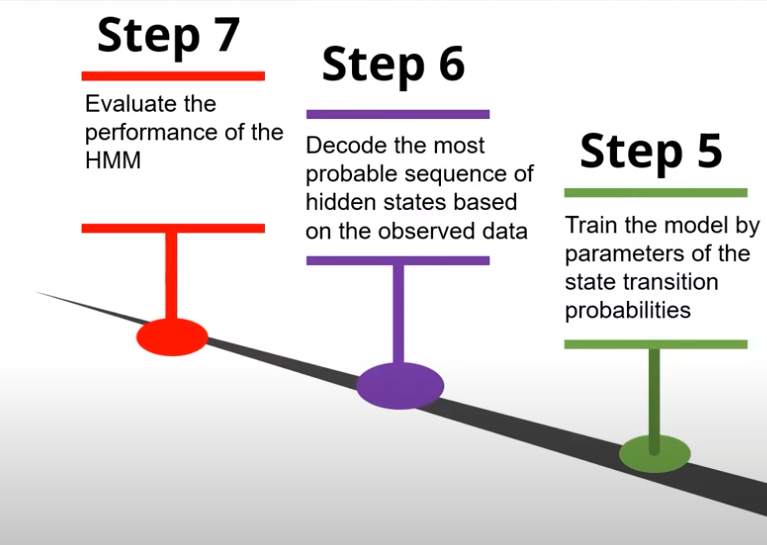 Step 7
Evaluate the
performance of the
HMM
Step 6
Decode the most
probable sequence of
hidden states based
on the observed data
Step 5
Train the model by
parameters of the
state transition
probabilities